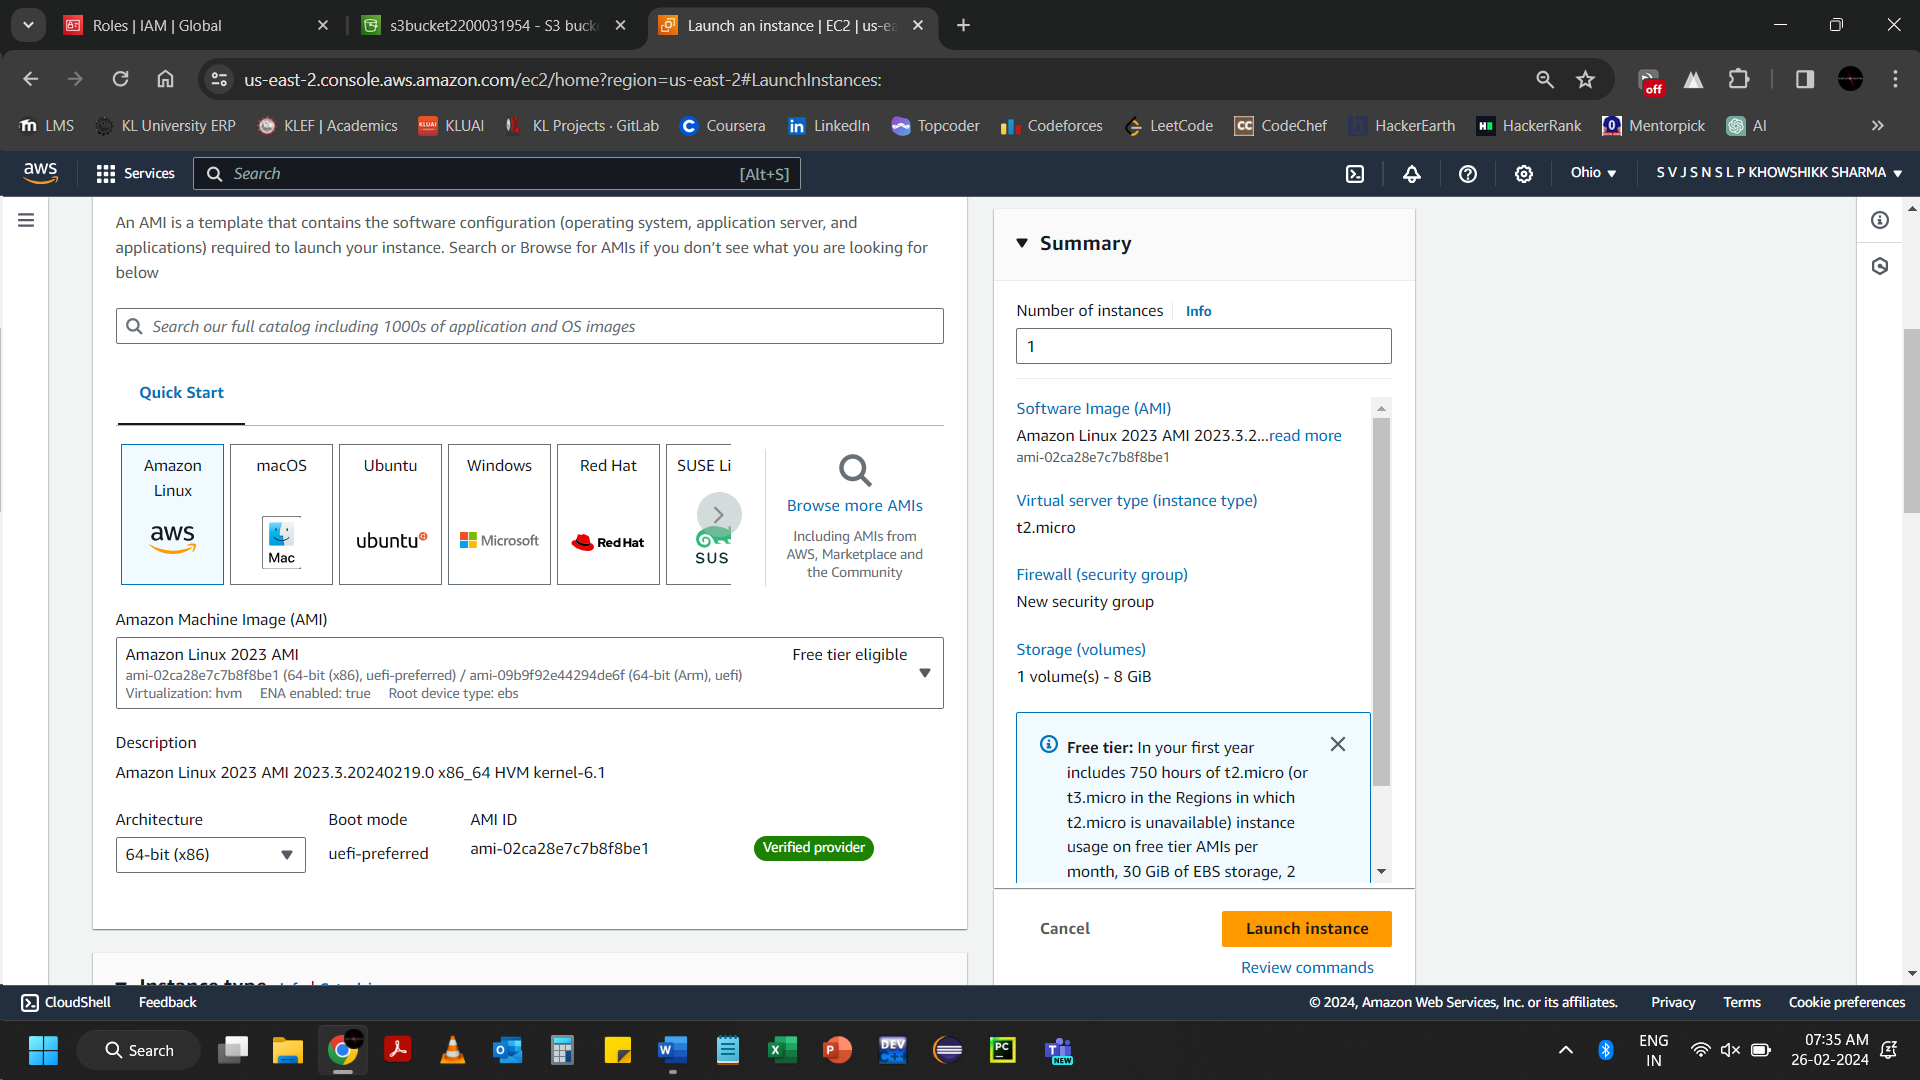 Roles | IAM | Global
s3bucket2200031954 - S3 buck
Launch an instance | EC2 | us-ea
us-east-2.console.aws.amazon.com/ec2/home?region=us-east-2#LaunchInstances:
off
LMS
KL University ERP
KLEF | Academics
KLUAI
KLUAI
KL Projects · GitLab
Coursera
LinkedIn
Topcoder
Codeforces
LeetCode
CodeChef
HackerEarth
HackerRank
Mentorpick
AI
aws
Services
Search
[Alt+S]
Ohio
S V J S N S L P KHOWSHIKK SHARMA
An AMI is a template that contains the software configuration (operating system, application server, and
applications) required to launch your instance. Search or Browse for AMIs if you don’t see what you are looking for
below
Search our full catalog including 1000s of application and OS images
Quick Start
Amazon
Linux
aws
macOS
Mac
Ubuntu
ubuntu
Windows
Microsoft
Red Hat
Red Hat
SUSE Li
SUS
Browse more AMIs
Including AMIs from
AWS, Marketplace and
the Community
Amazon Machine Image (AMI)
Amazon Linux 2023 AMI
Free tier eligible
ami-02ca28e7c7b8f8be1 (64-bit (x86), uefi-preferred) / ami-09b9f92e44294de6f (64-bit (Arm), uefi)
Virtualization: hvm ENA enabled: true Root device type: ebs
Description
Amazon Linux 2023 AMI 2023.3.20240219.0 x86_64 HVM kernel-6.1
Architecture
Boot mode
AMI ID
64-bit (x86)
uefi-preferred
ami-02ca28e7c7b8f8be1
Verified provider
Summary
Number of instances
Info
1
Software Image (AMI)
Amazon Linux 2023 AMI 2023.3.2...read more
ami-02ca28e7c7b8f8be1
Virtual server type (instance type)
t2.micro
Firewall (security group)
New security group
Storage (volumes)
1 volume(s) - 8 GiB
Free tier: In your first year
includes 750 hours of t2.micro (or
t3.micro in the Regions in which
t2.micro is unavailable) instance
usage on free tier AMIs per
month, 30 GiB of EBS storage, 2
Cancel
Launch instance
Review commands
Instance type
CloudShell
Feedback
© 2024, Amazon Web Services, Inc. or its affiliates.
Privacy
Terms
Cookie preferences
Search
DEV
PC
NEW
ENG
IN
07:35 AM
26-02-2024